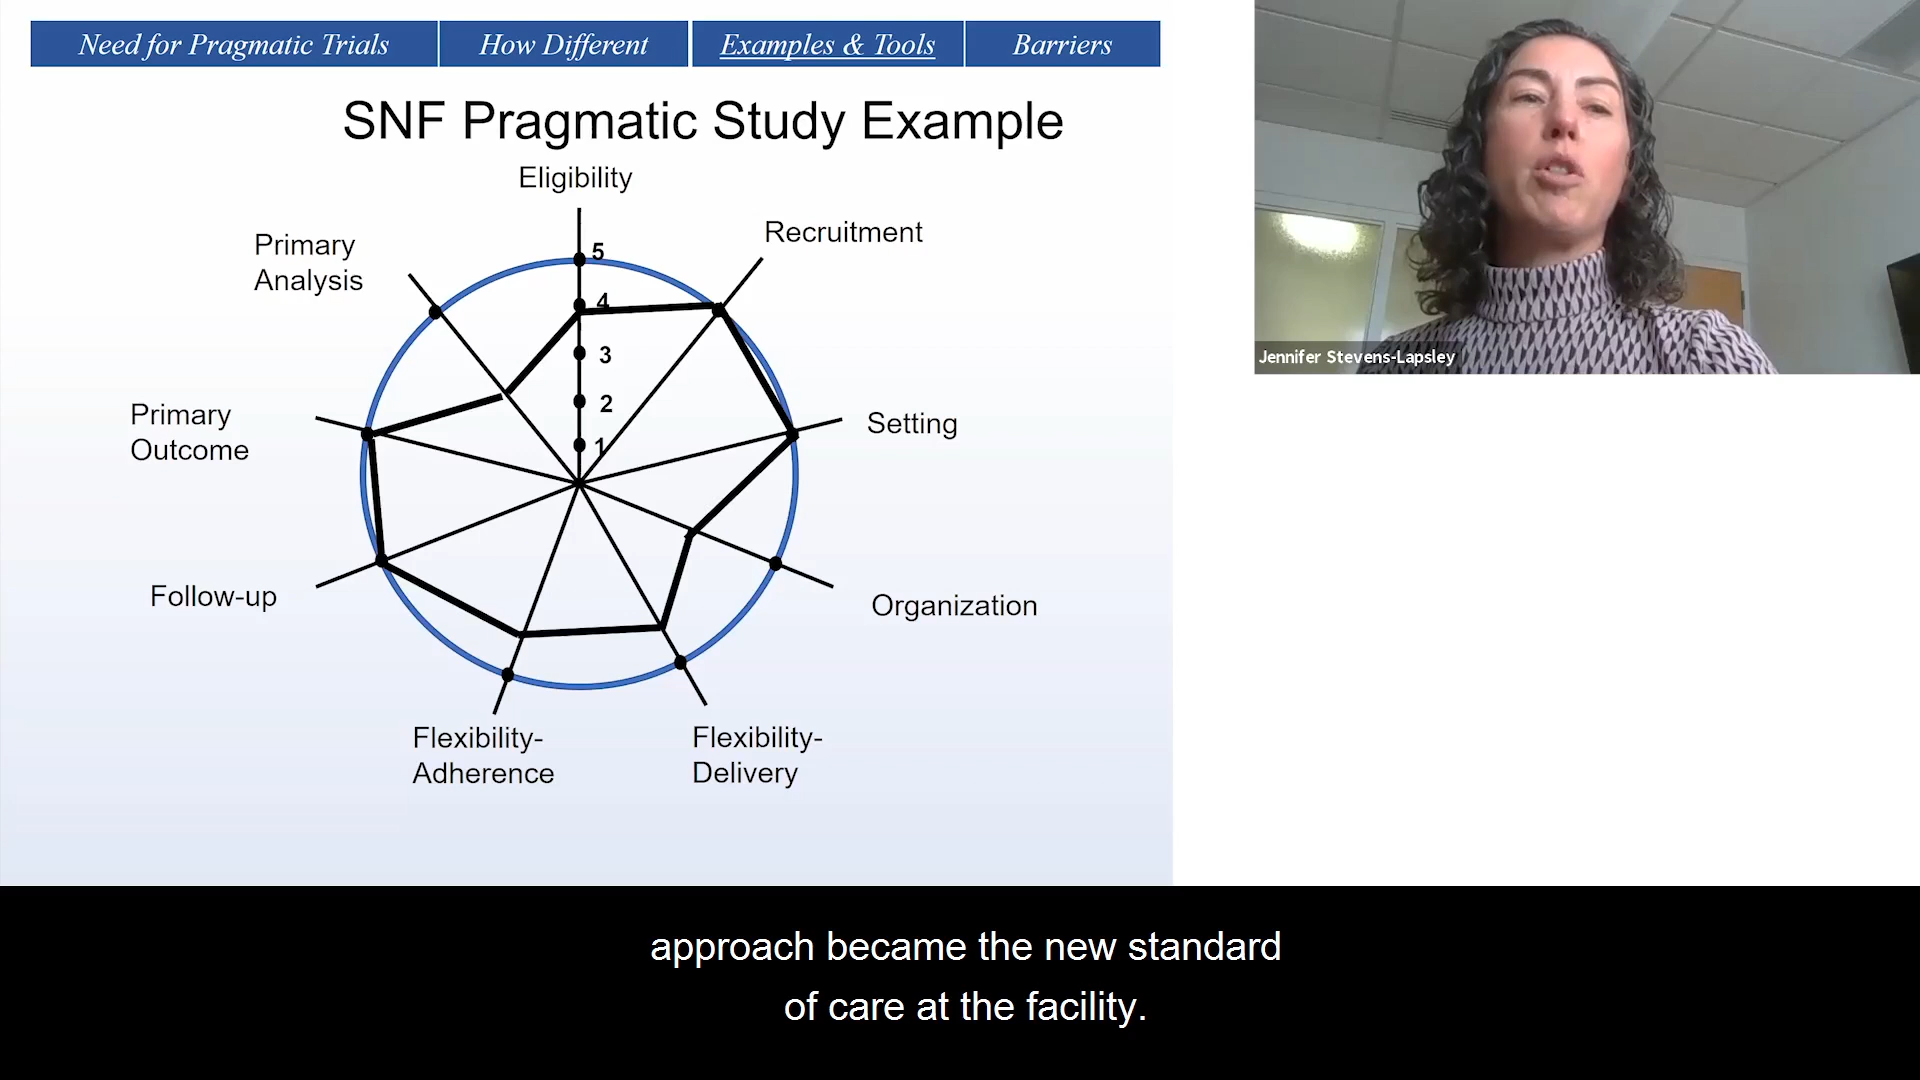 Need for Pragmatic Trials
How Different
Examples & Tools
Barriers
SNF Pragmatic Study Example
Eligibility
Recruitment
Primary
Analysis
5
4
3
2
1
Primary
Outcome
Setting
Follow-up
Organization
Flexibility-
Adherence
Flexibility-
Delivery
Jennifer Stevens-Lapsley
approach became the new standard
of care at the facility.